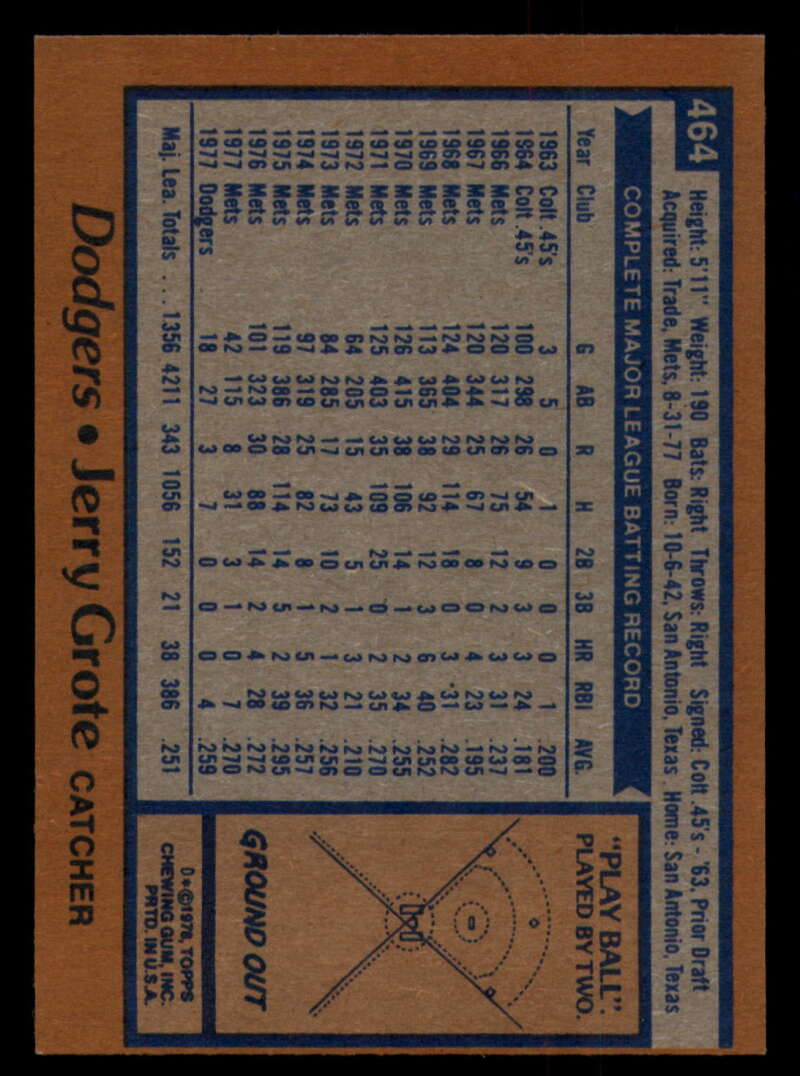 464
Height: 5'11" Weight: 190 Bats: Right Throws: Right Signed: Colt .45's - '63, Prior Draft
Acquired: Trade, Mets, 8-31-77 Born: 10-6-42, San Antonio, Texas Home: San Antonio, Texas
COMPLETE MAJOR LEAGUE BATTING RECORD
Year Club G AB R H 2B 3B HR RBI AVG.
1963 Colt .45's 3 5 0 1 0 0 0 1 .200
1964 Colt .45's 100 298 26 54 9 3 3 24 .181
1966 Mets 120 317 26 75 12 2 3 31 .237
1967 Mets 120 344 25 67 8 0 4 23 .195
1968 Mets 124 404 29 114 18 0 3 31 .282
1969 Mets 113 365 38 92 12 3 6 40 .252
1970 Mets 126 415 38 106 14 1 2 34 .255
1971 Mets 125 403 35 109 25 0 2 35 .270
1972 Mets 64 205 15 43 5 1 3 21 .210
1973 Mets 84 285 17 73 10 2 1 32 .256
1974 Mets 97 319 25 82 8 1 5 36 .257
1975 Mets 119 386 28 114 14 5 2 39 .295
1976 Mets 101 323 30 88 14 2 4 28 .272
1977 Mets 42 115 8 31 3 1 0 7 .270
1977 Dodgers 18 27 3 7 0 0 0 4 .259
Maj. Lea. Totals ... 1356 4211 343 1056 152 21 38 386 .251
"PLAY BALL":
PLAYED BY TWO.
GROUND OUT
D*©1978, TOPPS
CHEWING GUM, INC.
PRTD. IN U.S.A.
Dodgers • Jerry Grote CATCHER